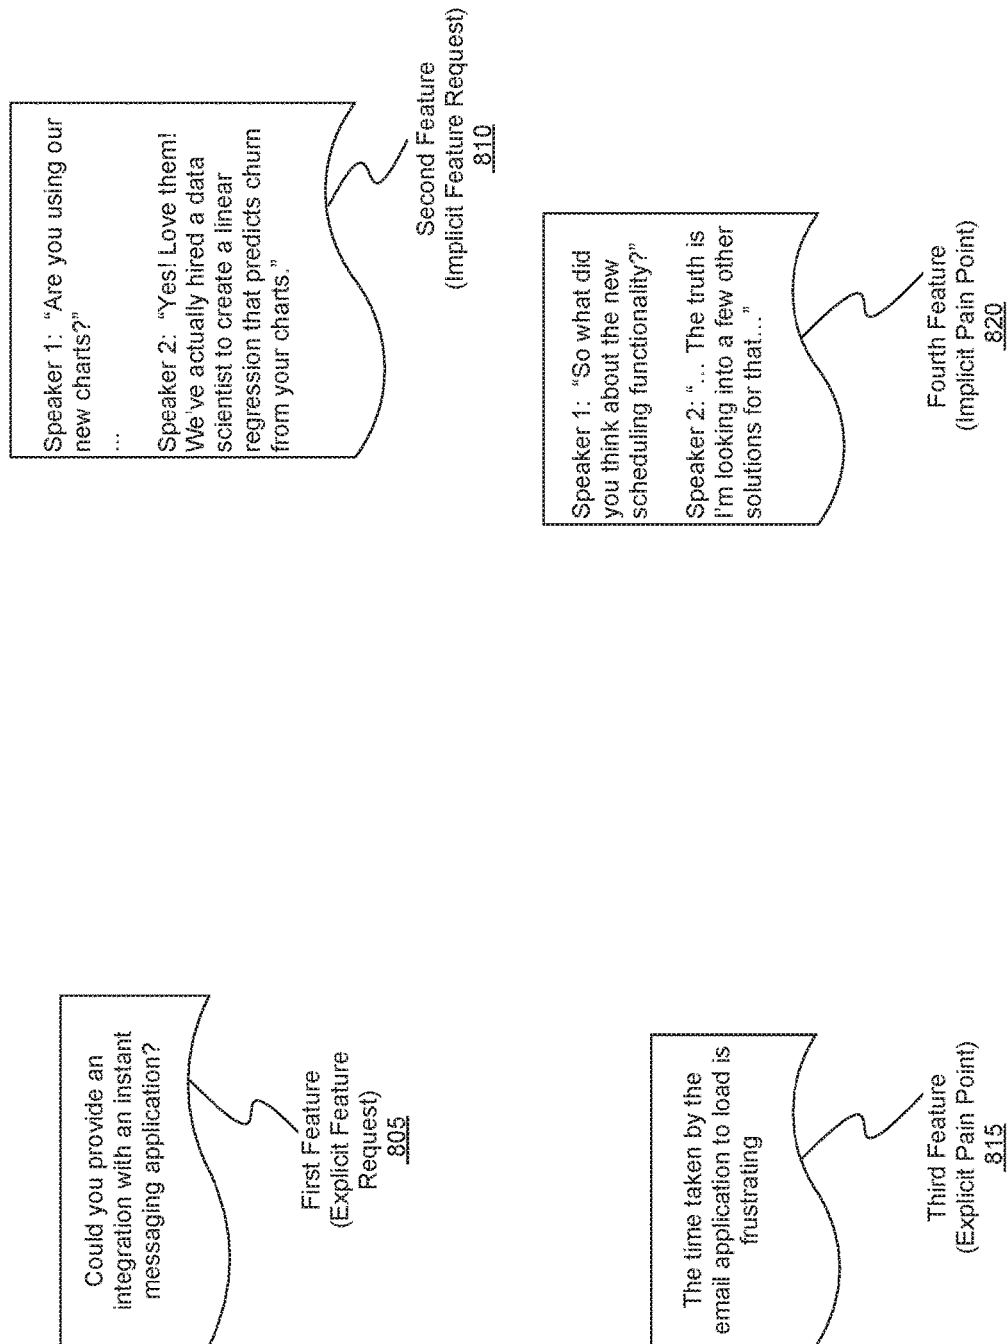 Could you provide an
integration with an instant
messaging application?
First Feature
(Explicit Feature
Request)
805
Speaker 1: “Are you using our
new charts?”
...
Speaker 2: “Yes! Love them!
We’ve actually hired a data
scientist to create a linear
regression that predicts churn
from your charts.”
Second Feature
(Implicit Feature Request)
810
The time taken by the
email application to load is
frustrating
Third Feature
(Explicit Pain Point)
815
Speaker 1: “So what did
you think about the new
scheduling functionality?”
Speaker 2: “... The truth is
I'm looking into a few other
solutions for that...”
Fourth Feature
(Implicit Pain Point)
820